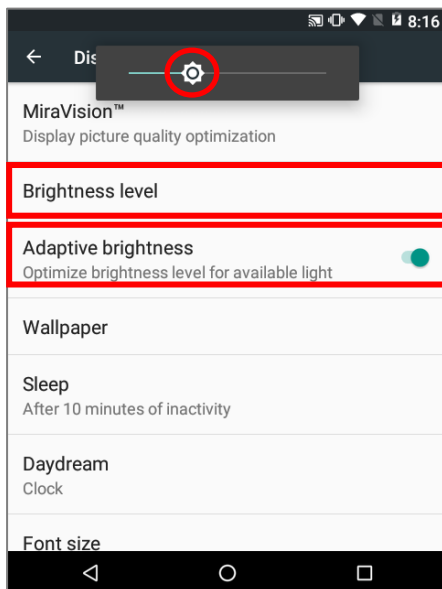 8:16
Dis
MiraVision™
Display picture quality optimization
Brightness level
Adaptive brightness
Optimize brightness level for available light
Wallpaper
Sleep
After 10 minutes of inactivity
Daydream
Clock
Font size